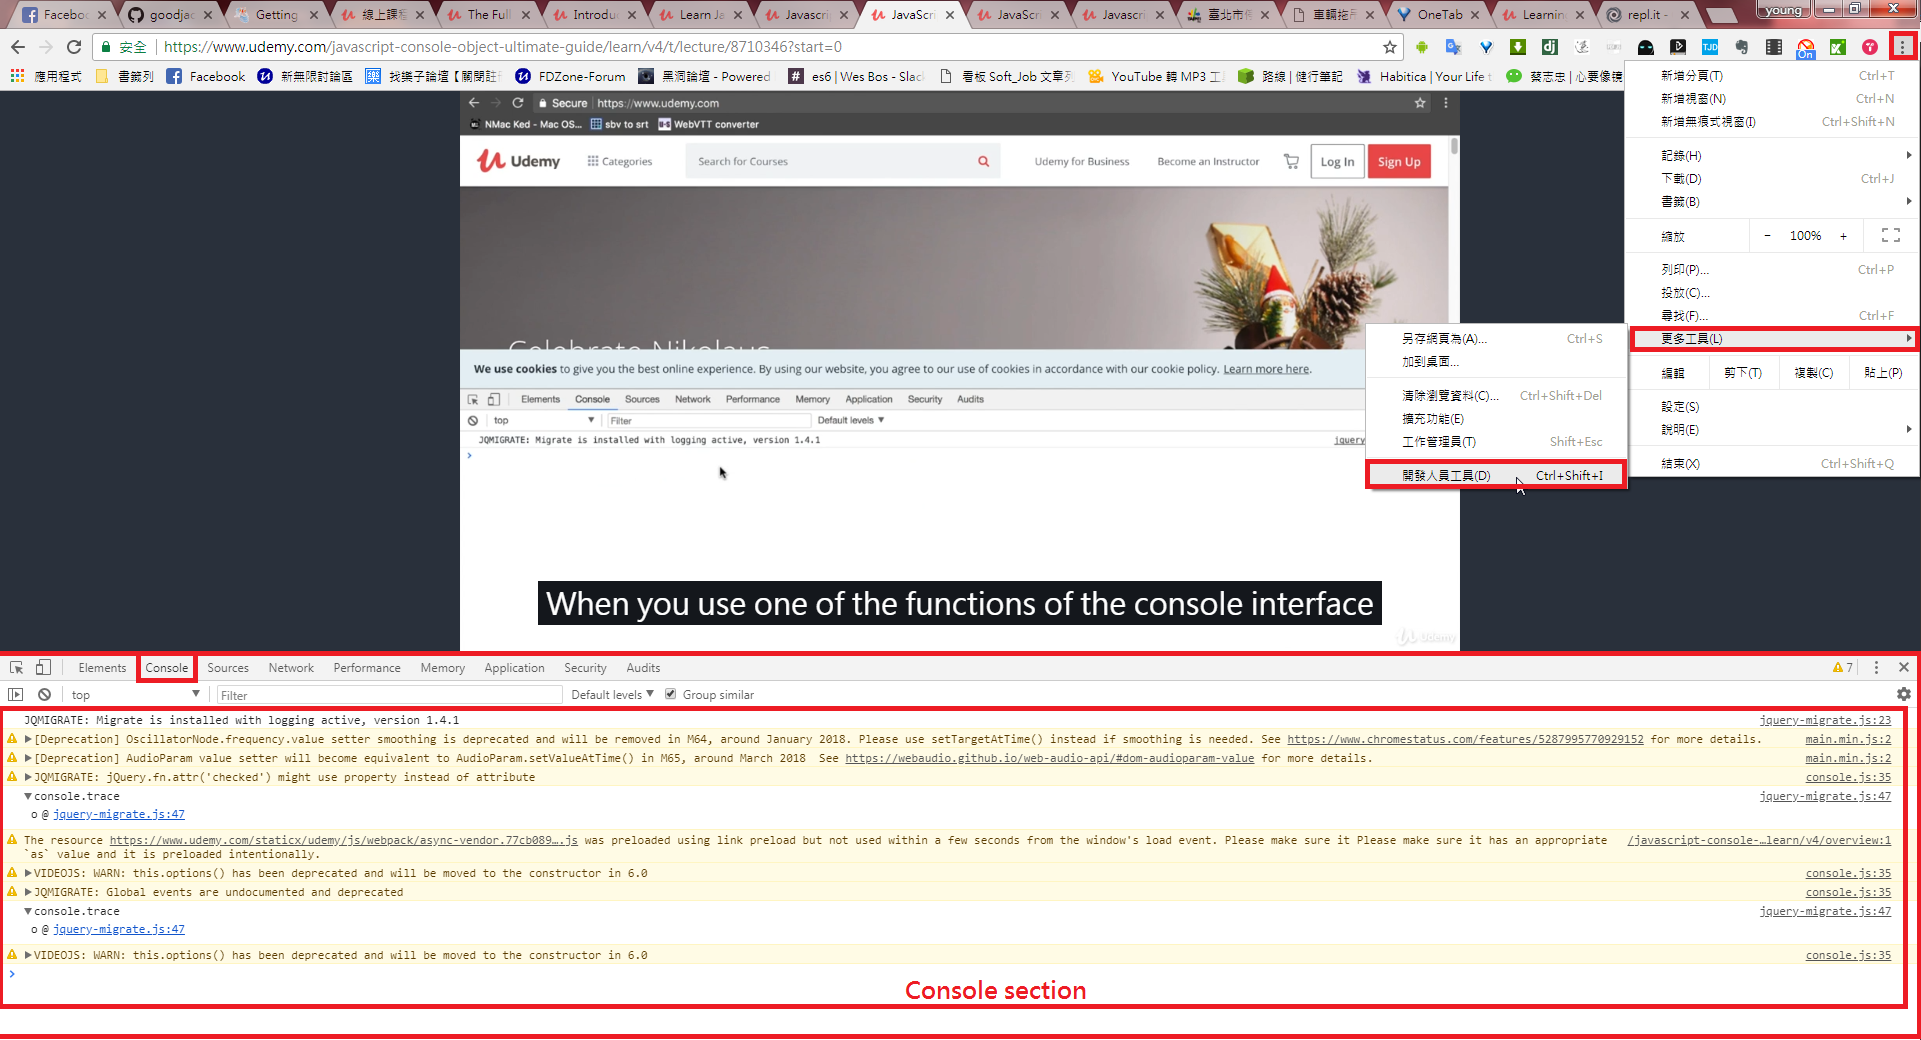 Facebo
goodjac
Getting
線上課程
The Full
Introdu
Learn Ja
Javascri
JavaScri
JavaScri
Javascri
臺北市停
車輛拖吊
OneTab
Learnin
repl.it -
young
安全 https://www.udemy.com/javascript-console-object-ultimate-guide/learn/v4/t/lecture/8710346?start=0
應用程式 書籤列 Facebook 新無限討論區 找樂子論壇【關閉註 FDZone-Forum 黑洞論壇 - Powered es6 | Wes Bos - Slac 看板 Soft_Job 文章列 YouTube 轉 MP3 工 路線 | 健行筆記 Habitica | Your Life 蔡志忠 | 心要像鏡
On
Secure https://www.udemy.com
NMac Ked - Mac OS... sbv to srt WebVTT converter
Udemy Categories Search for Courses Udemy for Business Become an Instructor Log In Sign Up
Celebrate Nikolaus
We use cookies to give you the best online experience. By using our website, you agree to our use of cookies in accordance with our cookie policy. Learn more here.
Elements Console Sources Network Performance Memory Application Security Audits
top Filter Default levels ▼
JQMIGRATE: Migrate is installed with logging active, version 1.4.1 jquery
When you use one of the functions of the console interface
Udemy
新增分頁(T) Ctrl+T
新增視窗(N) Ctrl+N
新增無痕式視窗(I) Ctrl+Shift+N
記錄(H)
下載(D) Ctrl+J
書籤(B)
縮放 - 100% +
列印(P)... Ctrl+P
投放(C)...
尋找(F)... Ctrl+F
更多工具(L)
編輯 剪下(T) 複製(C) 貼上(P)
設定(S)
說明(E)
結束(X) Ctrl+Shift+Q
另存網頁為(A)... Ctrl+S
加到桌面...
清除瀏覽資料(C)... Ctrl+Shift+Del
擴充功能(E)
工作管理員(T) Shift+Esc
開發人員工具(D) Ctrl+Shift+I
Elements Console Sources Network Performance Memory Application Security Audits 7
top Filter Default levels ▼ Group similar
JQMIGRATE: Migrate is installed with logging active, version 1.4.1 jquery-migrate.js:23
[Deprecation] OscillatorNode.frequency.value setter smoothing is deprecated and will be removed in M64, around January 2018. Please use setTargetAtTime() instead if smoothing is needed. See https://www.chromestatus.com/features/5287995770929152 for more details. main.min.js:2
[Deprecation] AudioParam value setter will become equivalent to AudioParam.setValueAtTime() in M65, around March 2018 See https://webaudio.github.io/web-audio-api/#dom-audioparam-value for more details. main.min.js:2
JQMIGRATE: jQuery.fn.attr('checked') might use property instead of attribute console.js:35
console.trace jquery-migrate.js:47
o @ jquery-migrate.js:47
The resource https://www.udemy.com/staticx/udemy/js/webpack/async-vendor.77cb089….js was preloaded using link preload but not used within a few seconds from the window's load event. Please make sure it Please make sure it has an appropriate /javascript-console-…learn/v4/overview:1
`as` value and it is preloaded intentionally.
VIDEOJS: WARN: this.options() has been deprecated and will be moved to the constructor in 6.0 console.js:35
JQMIGRATE: Global events are undocumented and deprecated console.js:35
console.trace jquery-migrate.js:47
o @ jquery-migrate.js:47
VIDEOJS: WARN: this.options() has been deprecated and will be moved to the constructor in 6.0 console.js:35
Console section